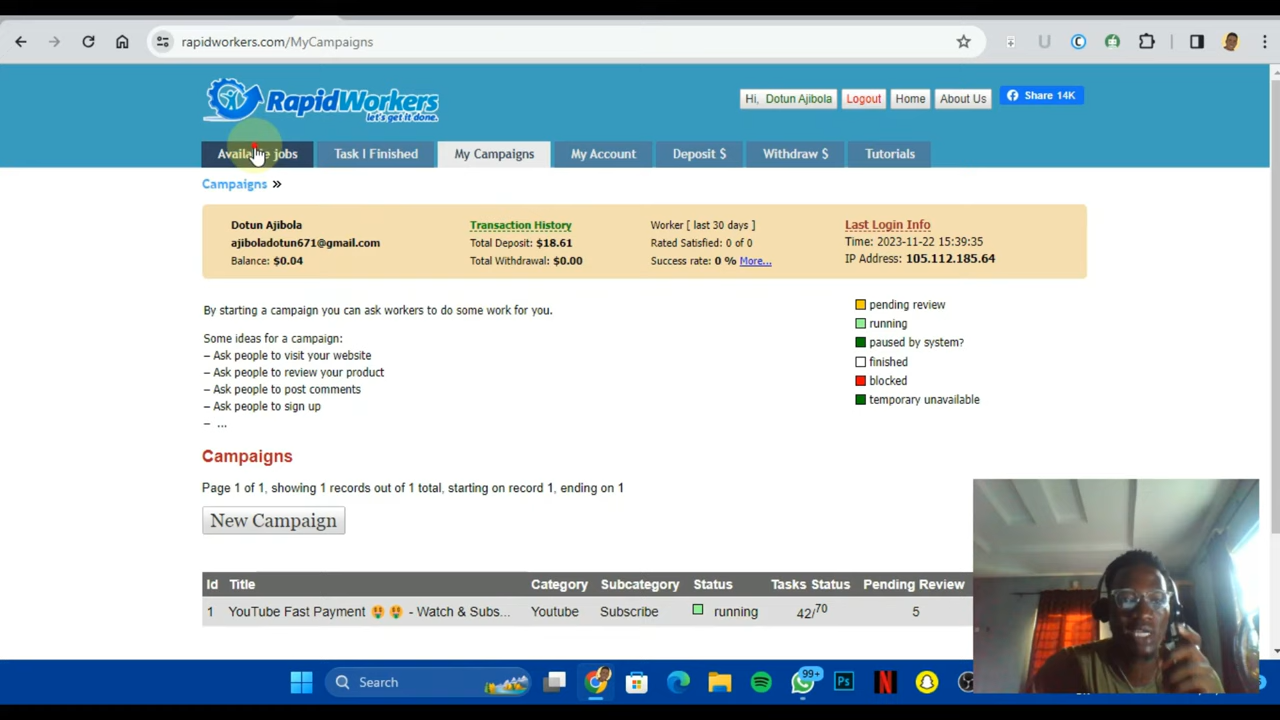 rapidworkers.com/MyCampaigns
RapidWorkers
let's get it done.
Hi, Dotun Ajibola
Logout
Home
About Us
Share 14K
Available jobs
Task I Finished
My Campaigns
My Account
Deposit $
Withdraw $
Tutorials
Campaigns »
Dotun Ajibola
ajiboladotun671@gmail.com
Balance: $0.04
Transaction History
Total Deposit: $18.61
Total Withdrawal: $0.00
Worker [ last 30 days ]
Rated Satisfied: 0 of 0
Success rate: 0 % More...
Last Login Info
Time: 2023-11-22 15:39:35
IP Address: 105.112.185.64
By starting a campaign you can ask workers to do some work for you.
Some ideas for a campaign:
– Ask people to visit your website
– Ask people to review your product
– Ask people to post comments
– Ask people to sign up
– ...
pending review
running
paused by system?
finished
blocked
temporary unavailable
Campaigns
Page 1 of 1, showing 1 records out of 1 total, starting on record 1, ending on 1
New Campaign
Id Title Category Subcategory Status Tasks Status Pending Review
1 YouTube Fast Payment 🤑 🤑 - Watch & Subs... Youtube Subscribe running 42/70 5
Search
99+
Ps
N